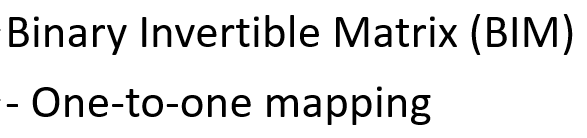 Binary Invertible Matrix (BIM)
- One-to-one mapping